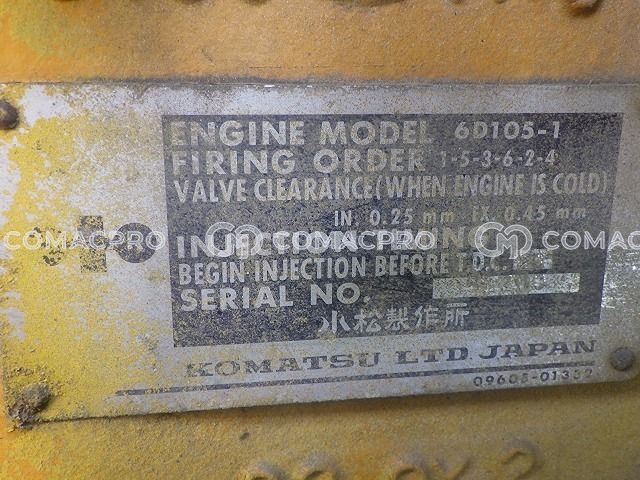 ENGINE MODEL 6D105-1
FIRING ORDER 1-5-3-6-2-4
VALVE CLEARANCE(WHEN ENGINE IS COLD)
IN 0.25 mm EX 0.45 mm
COMACPRO COMACPRO COMACPRO
BEGIN INJECTION BEFORE T.D.C.
SERIAL NO.
小松製作所
KOMATSU LTD JAPAN
09605-01332